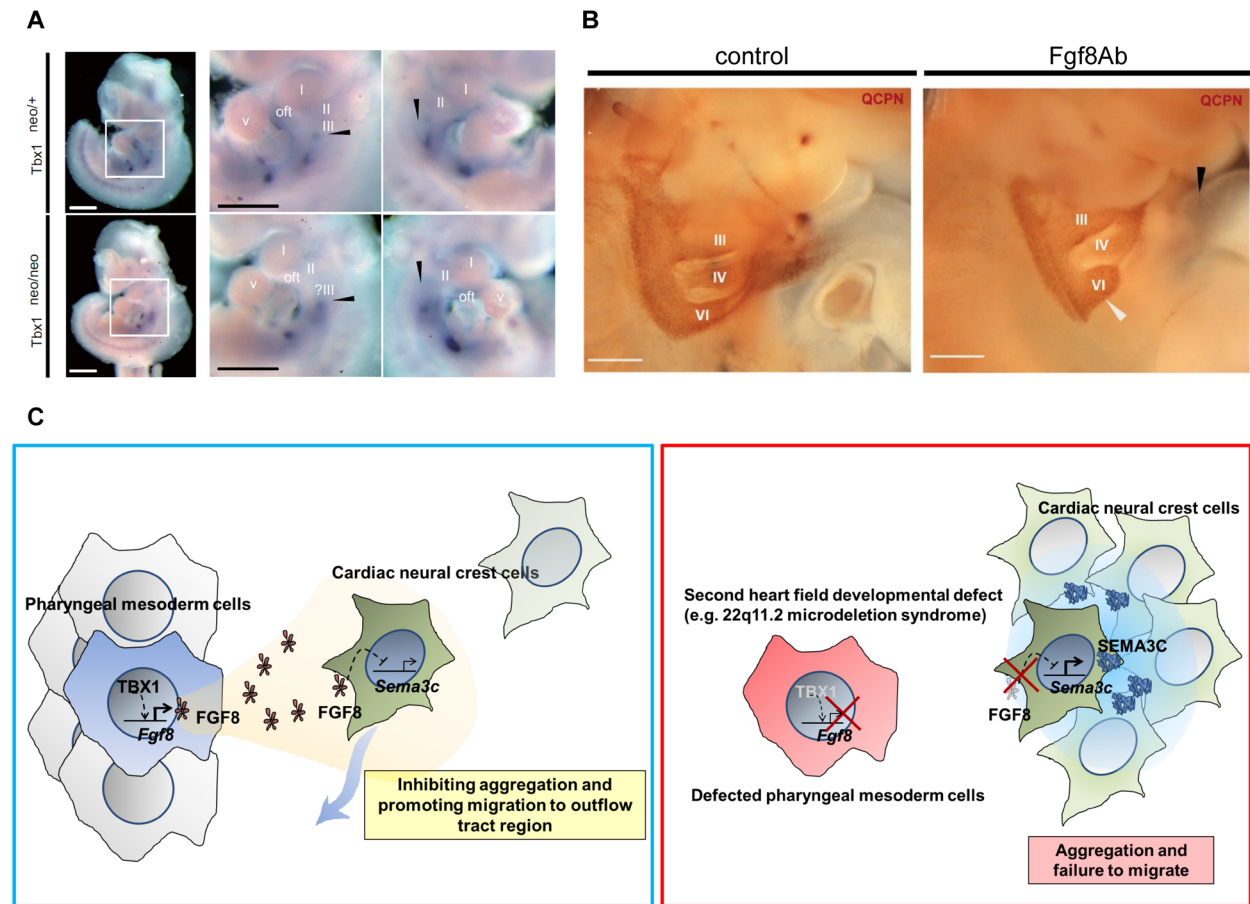 A
Tbx1 neo/+
I
II
III
oft
v
I
II
Tbx1 neo/neo
I
II
oft
?III
v
II
I
oft
v
B
control
Fgf8Ab
QCPN
III
IV
VI
QCPN
III
IV
VI
C
Cardiac neural crest cells
Pharyngeal mesoderm cells
TBX1
Fgf8
FGF8
FGF8
Sema3c
Inhibiting aggregation and
promoting migration to outflow
tract region
Cardiac neural crest cells
Second heart field developmental defect
(e.g. 22q11.2 microdeletion syndrome)
TBX1
Fgf8
SEMA3C
Sema3c
FGF8
Defected pharyngeal mesoderm cells
Aggregation and
failure to migrate